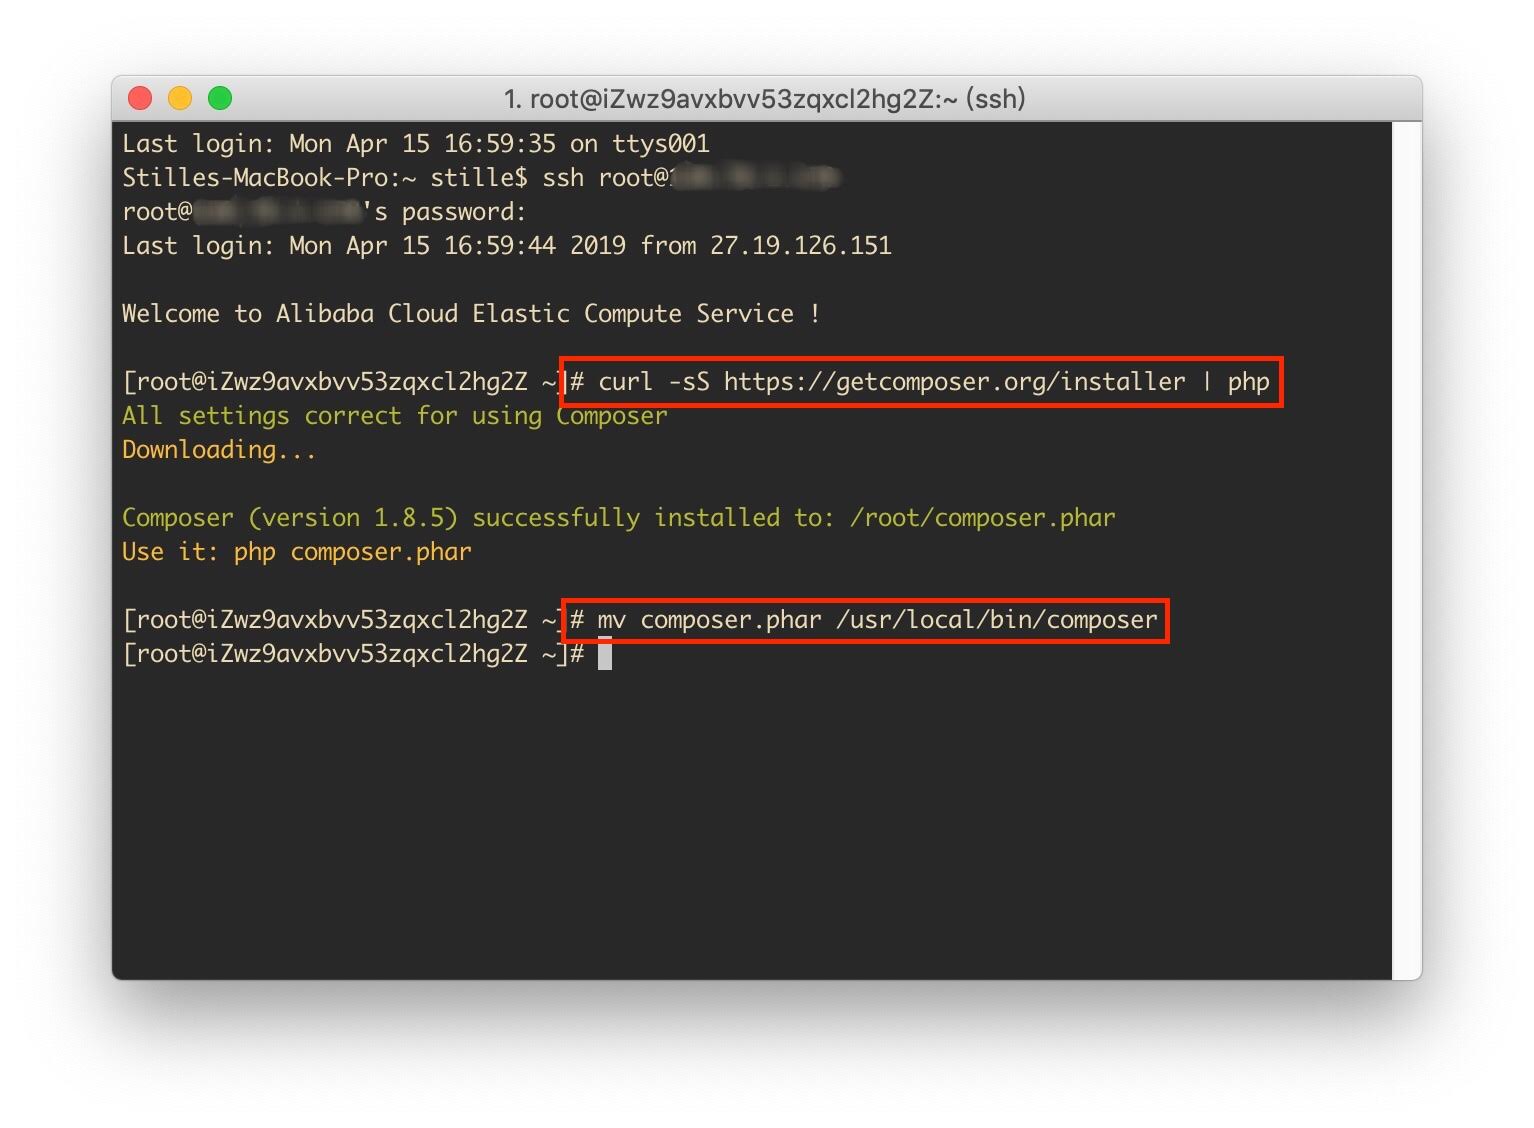 1. root@iZwz9avxbvv53zqxcl2hg2Z:~ (ssh)
Last login: Mon Apr 15 16:59:35 on ttys001
Stilles-MacBook-Pro:~ stille$ ssh root@
root@ 's password:
Last login: Mon Apr 15 16:59:44 2019 from 27.19.126.151
Welcome to Alibaba Cloud Elastic Compute Service !
[root@iZwz9avxbvv53zqxcl2hg2Z ~]# curl -sS https://getcomposer.org/installer | php
All settings correct for using Composer
Downloading...
Composer (version 1.8.5) successfully installed to: /root/composer.phar
Use it: php composer.phar
[root@iZwz9avxbvv53zqxcl2hg2Z ~]# mv composer.phar /usr/local/bin/composer
[root@iZwz9avxbvv53zqxcl2hg2Z ~]#